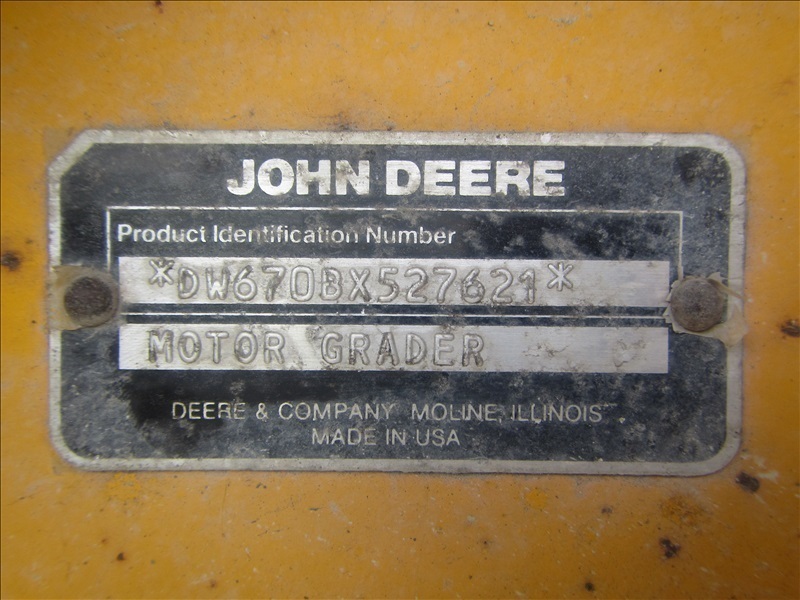 JOHN DEERE
Product Identification Number
*DW670BX527621*
MOTOR GRADER
DEERE & COMPANY MOLINE, ILLINOIS
MADE IN USA